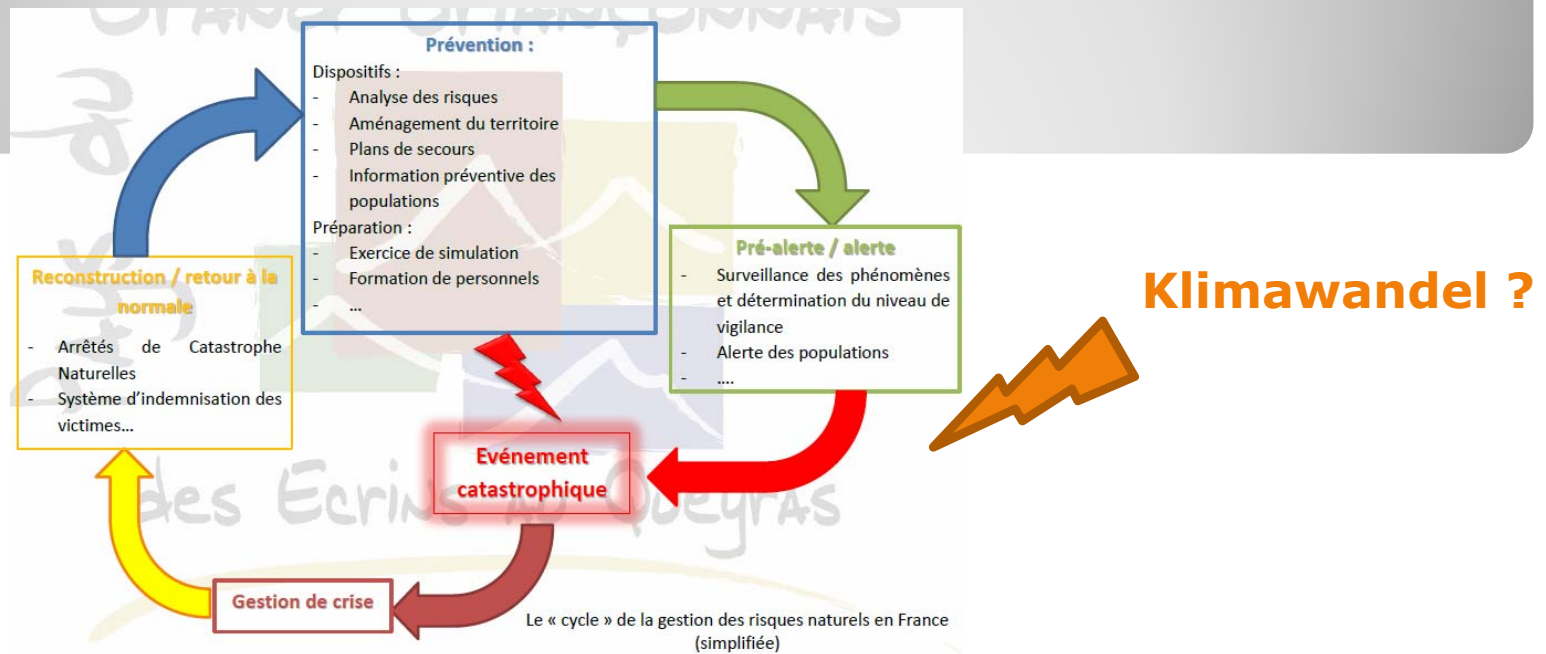 GRAND BRIANÇONNAIS
Prévention :
Dispositifs :
- Analyse des risques
- Aménagement du territoire
- Plans de secours
- Information préventive des
populations
Préparation :
- Exercice de simulation
- Formation de personnels
- ...
Pré-alerte / alerte
- Surveillance des phénomènes
et détermination du niveau de
vigilance
- Alerte des populations
- ....
Klimawandel ?
Reconstruction / retour à la
normale
- Arrêtés de Catastrophe
Naturelles
- Système d'indemnisation des
victimes...
Evénement
catastrophique
des Ecrins au Queyras
Gestion de crise
Le « cycle » de la gestion des risques naturels en France
(simplifiée)